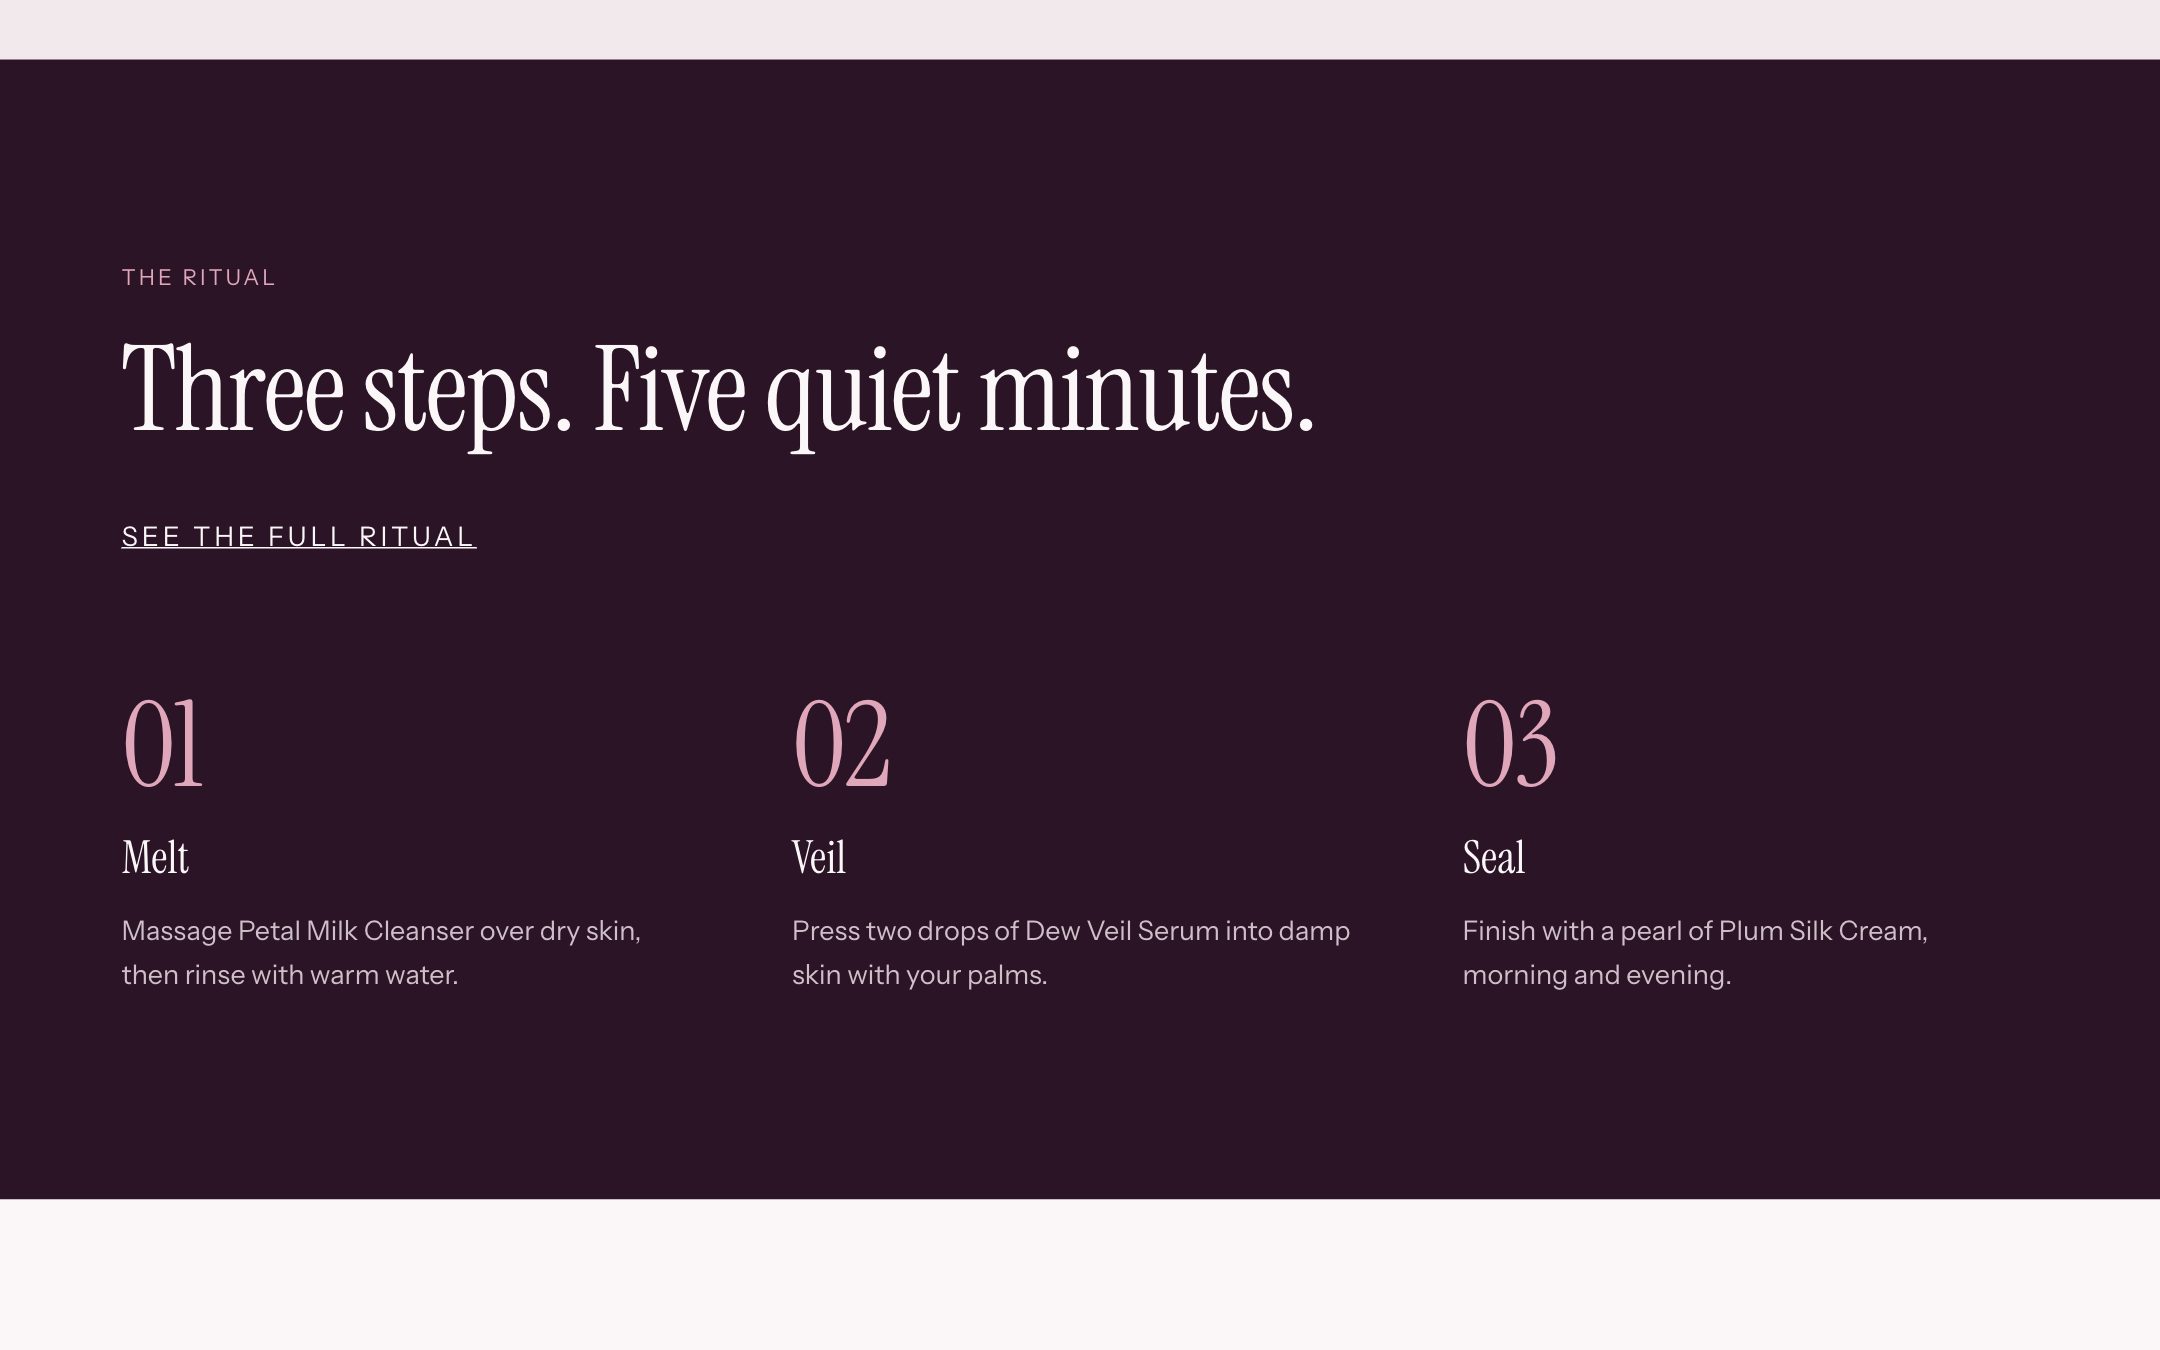 THE RITUAL
Three steps. Five quiet minutes.
SEE THE FULL RITUAL
01
Melt
Massage Petal Milk Cleanser over dry skin,
then rinse with warm water.
02
Veil
Press two drops of Dew Veil Serum into damp
skin with your palms.
03
Seal
Finish with a pearl of Plum Silk Cream,
morning and evening.